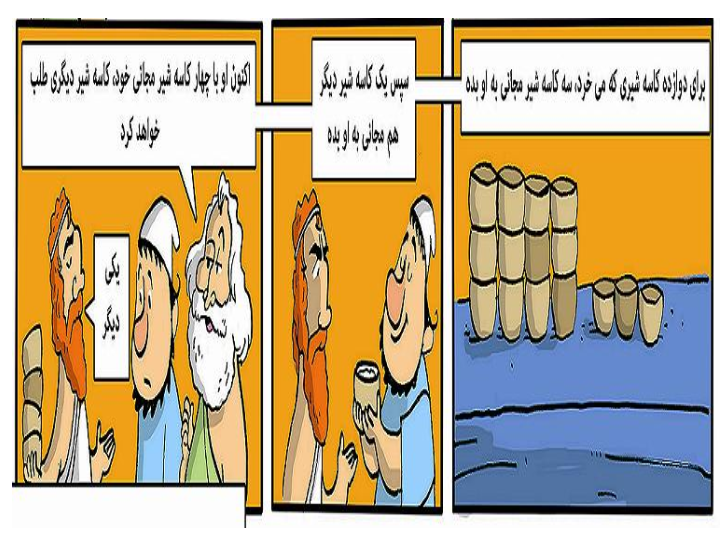 برای دوازده کاسه شیری که می خرد، سه کاسه شیر مجانی به او بده
سپس یک کاسه شیر دیگر
هم مجانی به او بده
اکنون او با چهار کاسه شیر مجانی خود، کاسه شیر دیگری طلب
خواهد کرد
یکی
دیگر